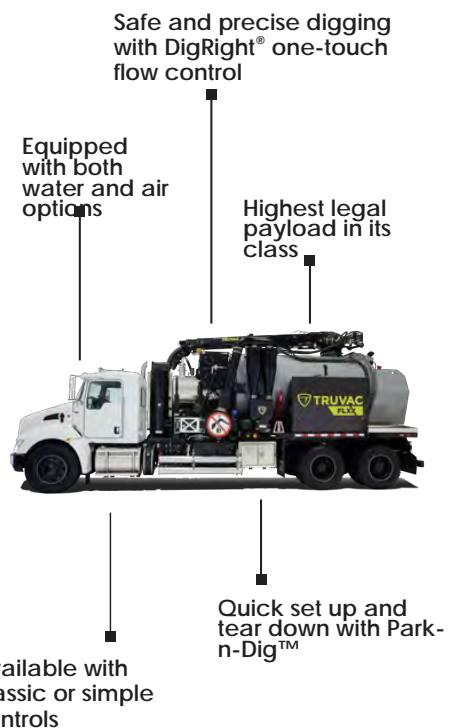 Safe and precise digging
with DigRight® one-touch
flow control
Equipped
with both
water and air
options
Highest legal
payload in its
class
TRUVAC
FLXX
Quick set up and
tear down with Park-
n-Dig™
vailable with
assic or simple
ntrols